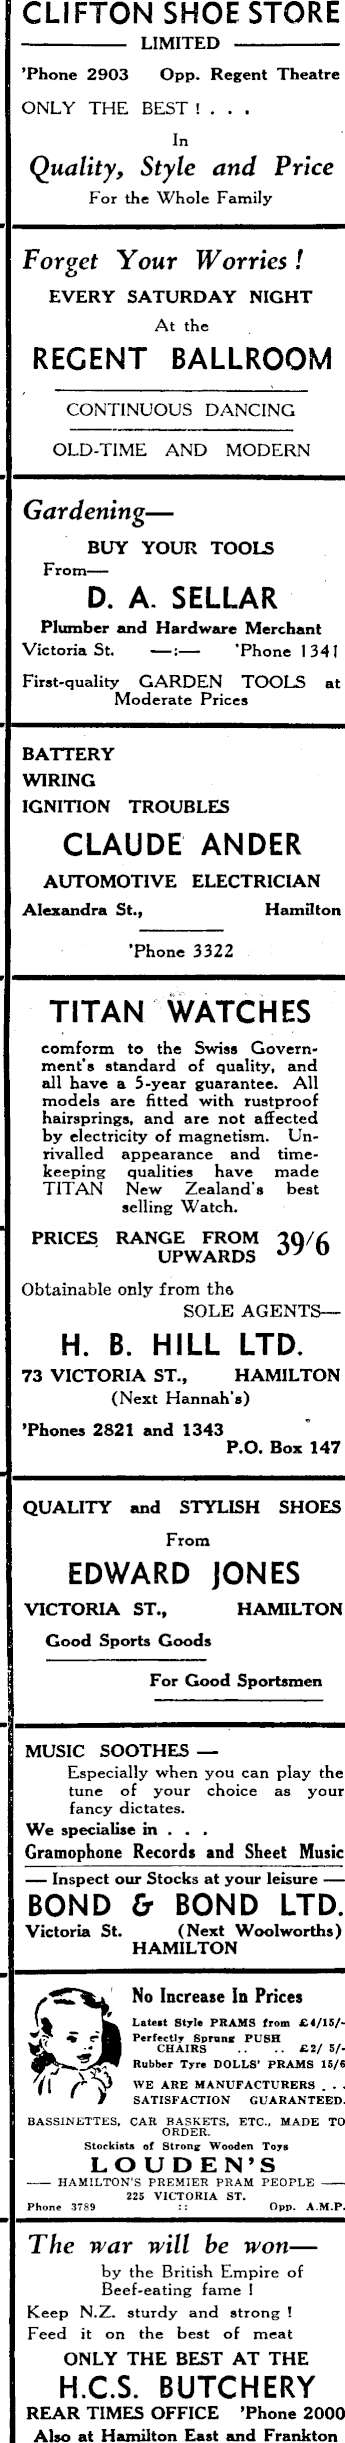 CLIFTON SHOE STORE
LIMITED
'Phone 2903 Opp. Regent Theatre
ONLY THE BEST ! . . .
In
Quality, Style and Price
For the Whole Family
Forget Your Worries !
EVERY SATURDAY NIGHT
At the
REGENT BALLROOM
CONTINUOUS DANCING
OLD-TIME AND MODERN
Gardening—
BUY YOUR TOOLS
From—
D. A. SELLAR
Plumber and Hardware Merchant
Victoria St. —:— 'Phone 1341
First-quality GARDEN TOOLS at
Moderate Prices
BATTERY
WIRING
IGNITION TROUBLES
CLAUDE ANDER
AUTOMOTIVE ELECTRICIAN
Alexandra St., Hamilton
'Phone 3322
TITAN WATCHES
comform to the Swiss Govern-
ment's standard of quality, and
all have a 5-year guarantee. All
models are fitted with rustproof
hairsprings, and are not affected
by electricity of magnetism. Un-
rivalled appearance and time-
keeping qualities have made
TITAN New Zealand's best
selling Watch.
PRICES RANGE FROM 39/6
UPWARDS
Obtainable only from the
SOLE AGENTS—
H. B. HILL LTD.
73 VICTORIA ST., HAMILTON
(Next Hannah's)
'Phones 2821 and 1343
P.O. Box 147
QUALITY and STYLISH SHOES
From
EDWARD JONES
VICTORIA ST., HAMILTON
Good Sports Goods
For Good Sportsmen
MUSIC SOOTHES —
Especially when you can play the
tune of your choice as your
fancy dictates.
We specialise in . . .
Gramophone Records and Sheet Music
— Inspect our Stocks at your leisure —
BOND & BOND LTD.
Victoria St. (Next Woolworths)
HAMILTON
No Increase In Prices
Latest Style PRAMS from £4/15/-
Perfectly Sprung PUSH
CHAIRS .. .. £2/ 5/-
Rubber Tyre DOLLS' PRAMS 15/6
WE ARE MANUFACTURERS . . .
SATISFACTION GUARANTEED.
BASSINETTES, CAR BASKETS, ETC., MADE TO
ORDER.
Stockists of Strong Wooden Toys
LOUDEN'S
— HAMILTON'S PREMIER PRAM PEOPLE —
225 VICTORIA ST.
Phone 3789 :: Opp. A.M.P.
The war will be won—
by the British Empire of
Beef-eating fame !
Keep N.Z. sturdy and strong !
Feed it on the best of meat
ONLY THE BEST AT THE
H.C.S. BUTCHERY
REAR TIMES OFFICE 'Phone 2000
Also at Hamilton East and Frankton